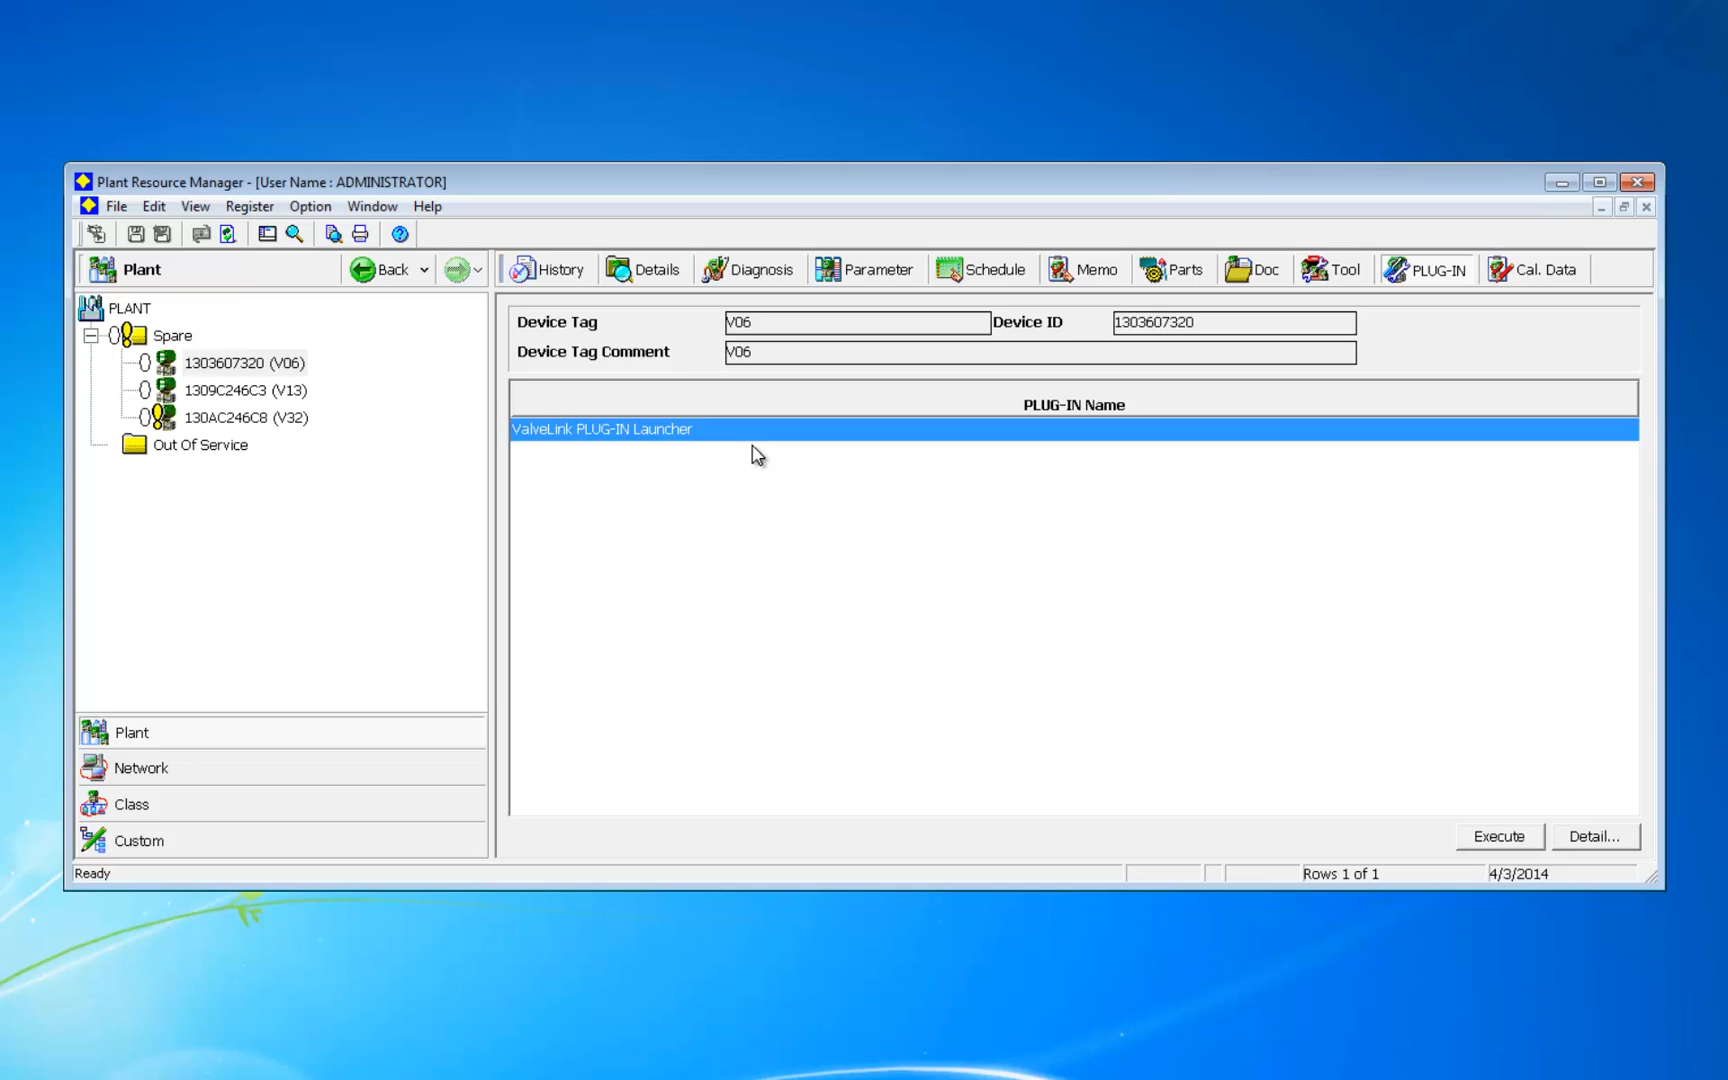 Plant Resource Manager - [User Name : ADMINISTRATOR]
File Edit View Register Option Window Help
Plant Back History Details Diagnosis Parameter Schedule Memo Parts Doc Tool PLUG-IN Cal. Data
PLANT
Spare
1303607320 (V06)
1309C246C3 (V13)
130AC246C8 (V32)
Out Of Service
Device Tag V06 Device ID 1303607320
Device Tag Comment V06
PLUG-IN Name
ValveLink PLUG-IN Launcher
Plant
Network
Class
Custom
Execute Detail...
Ready Rows 1 of 1 4/3/2014